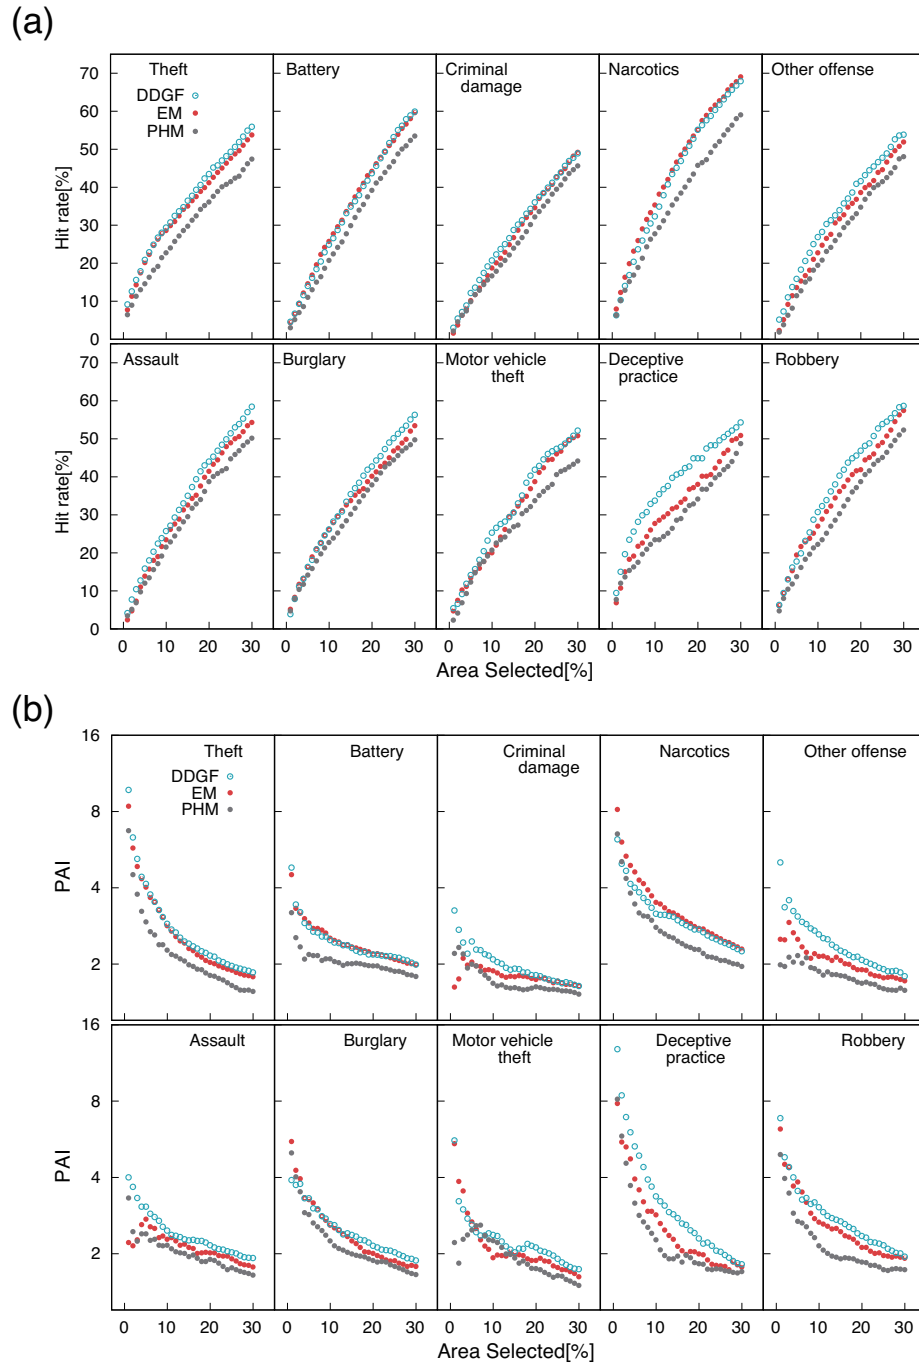 (a)
Theft
DDGF
EM
PHM
Battery
Criminal
damage
Narcotics
Other offense
70
60
50
40
30
20
10
0
Hit rate[%]
Assault
Burglary
Motor vehicle
theft
Deceptive
practice
Robbery
70
60
50
40
30
20
10
0
Hit rate[%]
0 10 20 30 0 10 20 30 0 10 20 30 0 10 20 30 0 10 20 30
Area Selected[%]
(b)
Theft
DDGF
EM
PHM
Battery
Criminal
damage
Narcotics
Other offense
16
8
4
2
PAI
Assault
Burglary
Motor vehicle
theft
Deceptive
practice
Robbery
16
8
4
2
PAI
0 10 20 30 0 10 20 30 0 10 20 30 0 10 20 30 0 10 20 30
Area Selected[%]